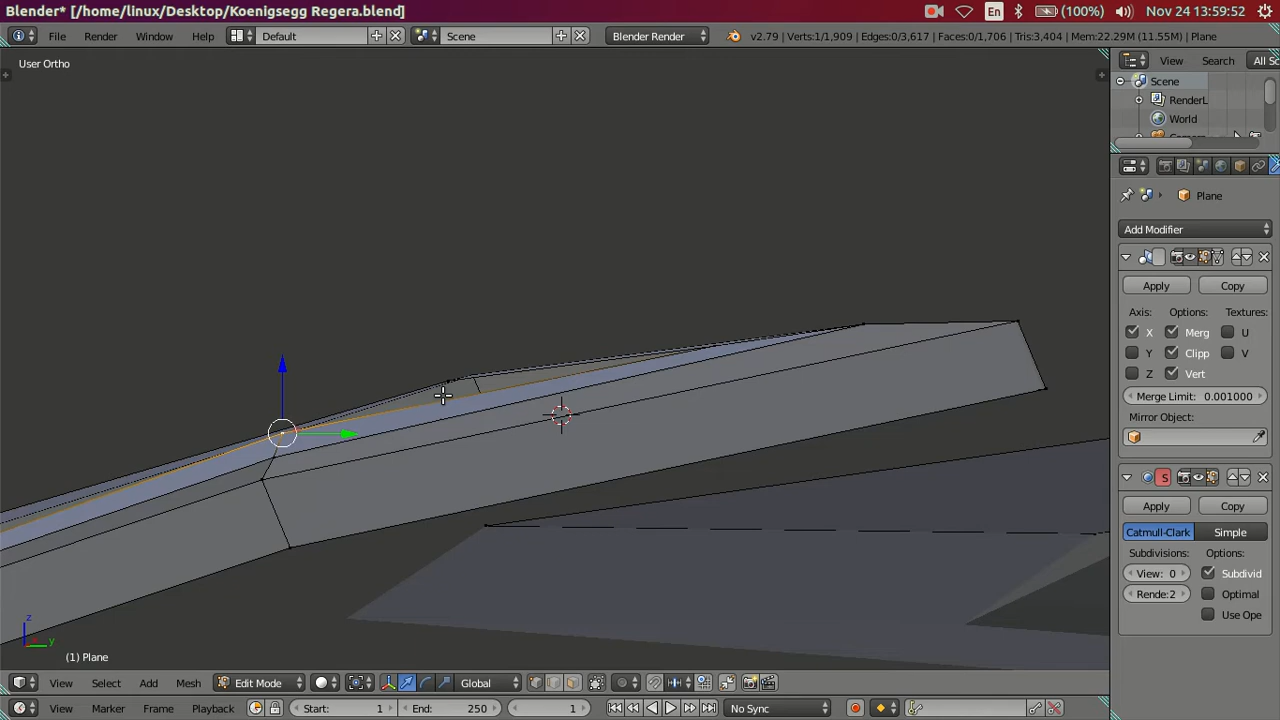 Blender* [/home/linux/Desktop/Koenigsegg Regera.blend]
En (100%) Nov 24 13:59:52
File Render Window Help Default Scene Blender Render v2.79 | Verts:1/1,909 | Edges:0/3,617 | Faces:0/1,706 | Tris:3,404 | Mem:22.29M (11.55M) | Plane
User Ortho
View Search All Sc
Scene
RenderL
World
Plane
Add Modifier
Apply Copy
Axis: Options: Textures:
X Merg U
Y Clipp V
Z Vert
Merge Limit: 0.001000
Mirror Object:
S
Apply Copy
Catmull-Clark Simple
Subdivisions: Options:
View: 0 Subdivid
Rende:2 Optimal
Use Ope
z
y
(1) Plane
View Select Add Mesh Edit Mode Global
View Marker Frame Playback Start: 1 End: 250 1 No Sync